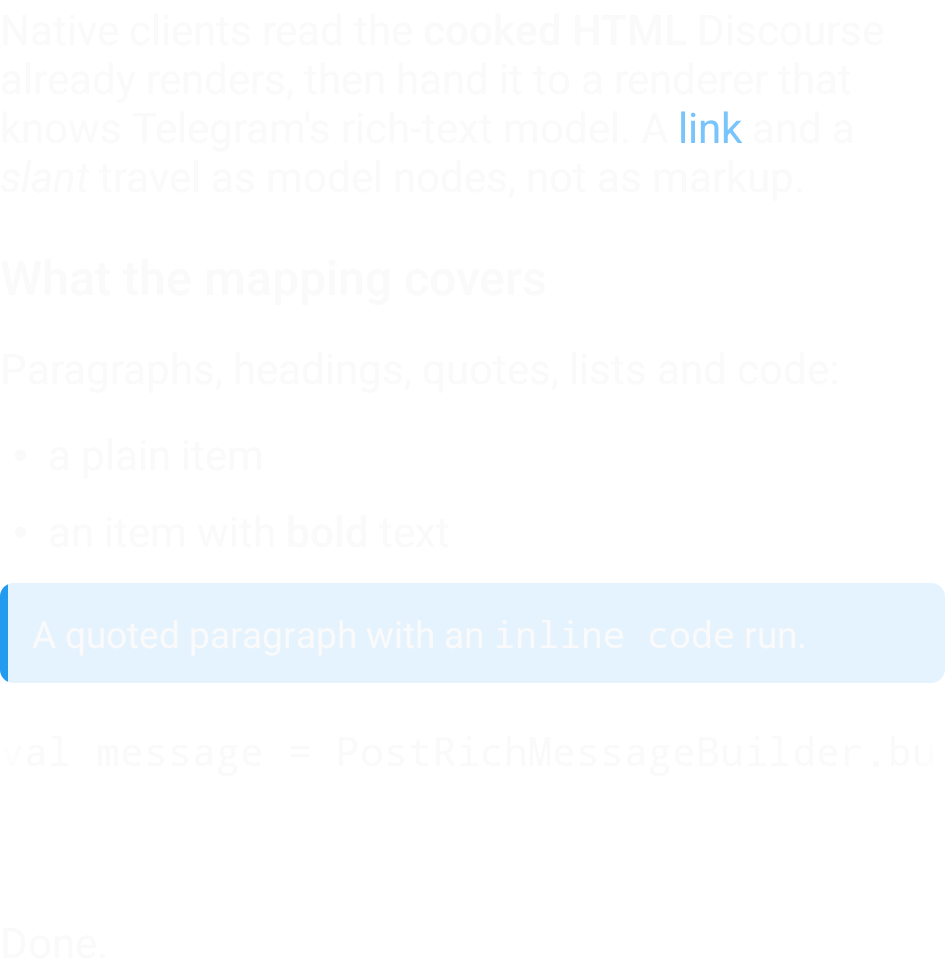 Native clients read the cooked HTML Discourse
already renders, then hand it to a renderer that
knows Telegram's rich-text model. A link and a
slant travel as model nodes, not as markup.
What the mapping covers
Paragraphs, headings, quotes, lists and code:
• a plain item
• an item with bold text
A quoted paragraph with an inline code run.
val message = PostRichMessageBuilder.bu
Done.